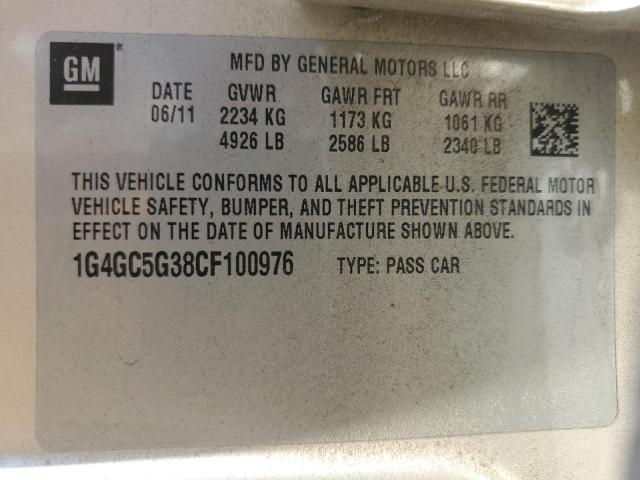 GM ®
MFD BY GENERAL MOTORS LLC
DATE GVWR GAWR FRT GAWR RR
06/11 2234 KG 1173 KG 1061 KG
4926 LB 2586 LB 2340 LB
THIS VEHICLE CONFORMS TO ALL APPLICABLE U.S. FEDERAL MOTOR
VEHICLE SAFETY, BUMPER, AND THEFT PREVENTION STANDARDS IN
EFFECT ON THE DATE OF MANUFACTURE SHOWN ABOVE.
1G4GC5G38CF100976 TYPE: PASS CAR